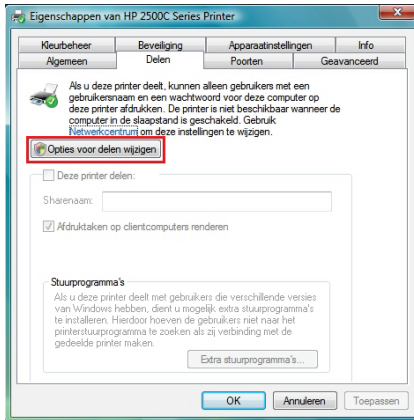 Eigenschappen van HP 2500C Series Printer
Kleurbeheer Beveiliging Apparaatinstellingen Info
Algemeen Delen Poorten Geavanceerd
Als u deze printer deelt, kunnen alleen gebruikers met een
gebruikersnaam en een wachtwoord voor deze computer op
deze printer afdrukken. De printer is niet beschikbaar wanneer de
computer in de slaapstand is geschakeld. Gebruik
Netwerkcentrum om deze instellingen te wijzigen.
Opties voor delen wijzigen
Deze printer delen:
Sharenaam:
Afdruktaken op clientcomputers renderen
Stuurprogramma's
Als u deze printer deelt met gebruikers die verschillende versies
van Windows hebben, dient u mogelijk extra stuurprogramma's
te installeren. Hierdoor hoeven de gebruikers niet naar het
printerstuurprogramma te zoeken als zij verbinding met de
gedeelde printer maken.
Extra stuurprogramma's...
OK Annuleren Toepassen